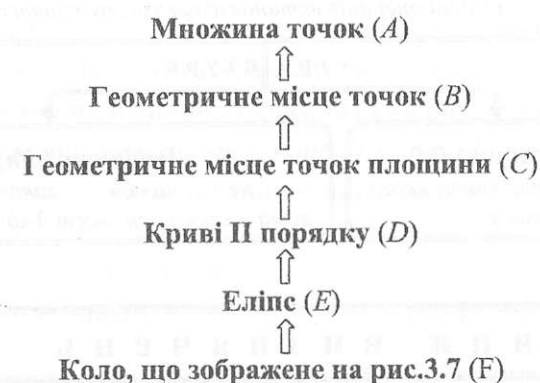 Множина точок (A)
⇧
Геометричне місце точок (B)
⇧
Геометричне місце точок площини (C)
⇧
Криві II порядку (D)
⇧
Еліпс (E)
⇧
Коло, що зображене на рис.3.7 (F)